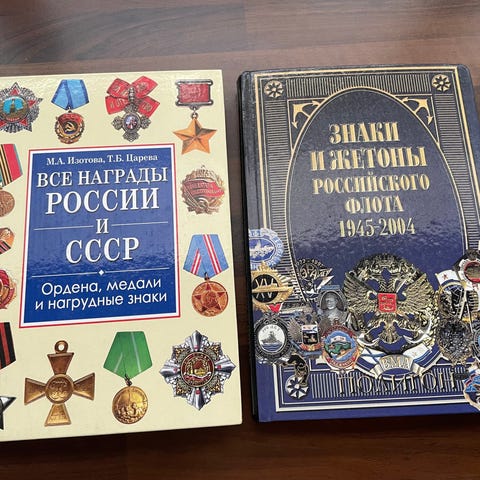 М.А. Изотова, Т.Б. Царева
ВСЕ НАГРАДЫ
РОССИИ
И
СССР
Ордена, медали
и нагрудные знаки
ЗНАКИ
И ЖЕТОНЫ
РОССИЙСКОГО
ФЛОТА
1945-2004